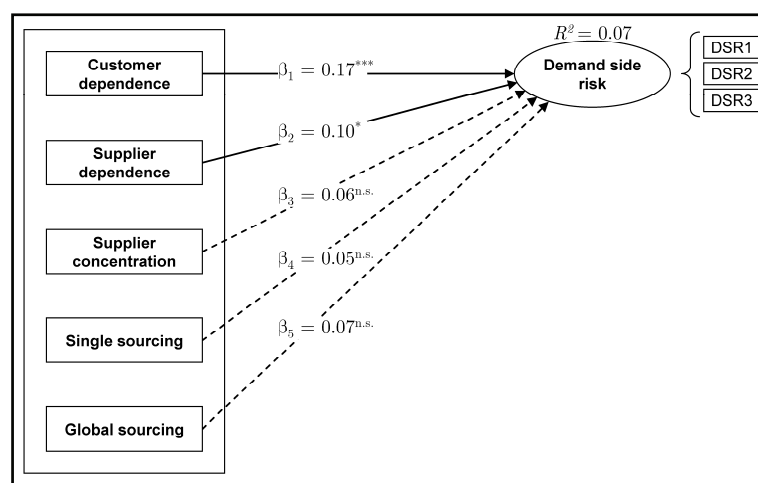 Customer
dependence
Supplier
dependence
Supplier
concentration
Single sourcing
Global sourcing
β₁ = 0.17***
β₂ = 0.10*
β₃ = 0.06n.s.
β₄ = 0.05n.s.
β₅ = 0.07n.s.
R² = 0.07
Demand side
risk
DSR1
DSR2
DSR3